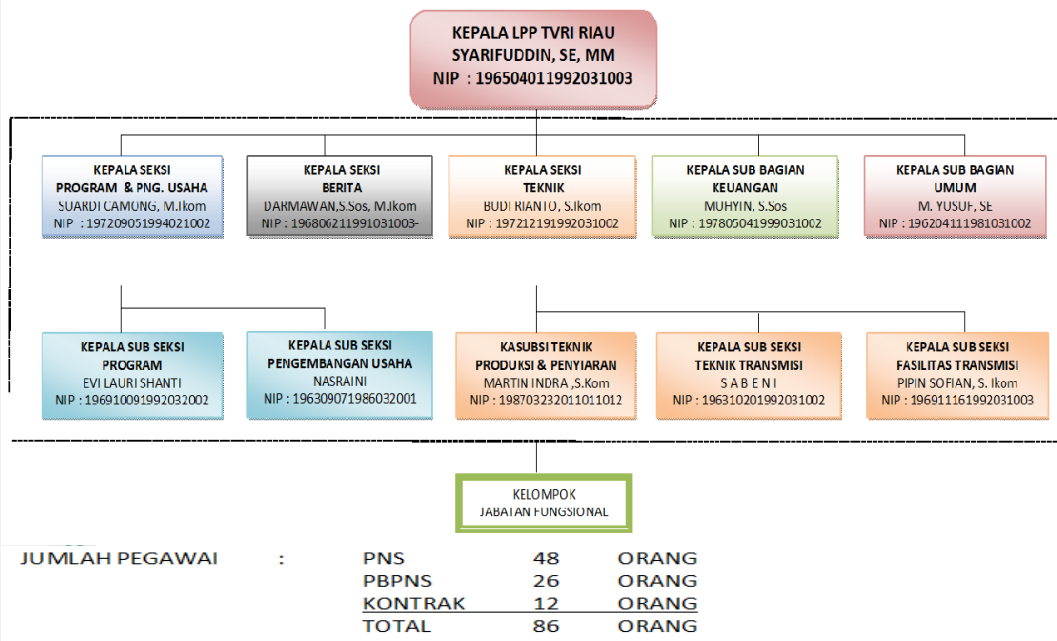 KEPALA LPP TVRI RIAU
SYARIFUDDIN, SE, MM
NIP : 196504011992031003
KEPALA SEKSI
PROGRAM & PNG. USAHA
SUARDI CAMONG, M.Ikom
NIP : 197209051994021002
KEPALA SEKSI
BERITA
DARMAWAN,S.Sos, M.Ikom
NIP : 196806211991031003-
KEPALA SEKSI
TEKNIK
BUDI RIANTO, S.Ikom
NIP : 197212191992031002
KEPALA SUB BAGIAN
KEUANGAN
MUHYIN, S.Sos
NIP : 197805041999031002
KEPALA SUB BAGIAN
UMUM
M. YUSUF, SE
NIP : 196204111981031002
KEPALA SUB SEKSI
PROGRAM
EVI LAURI SHANTI
NIP : 196910091992032002
KEPALA SUB SEKSI
PENGEMBANGAN USAHA
NASRAINI
NIP : 196309071986032001
KASUBSI TEKNIK
PRODUKSI & PENYIARAN
MARTIN INDRA ,S.Kom
NIP : 198703232011011012
KEPALA SUB SEKSI
TEKNIK TRANSMISI
S A B E N I
NIP : 196310201992031002
KEPALA SUB SEKSI
FASILITAS TRANSMISI
PIPIN SOFIAN, S. Ikom
NIP : 196911161992031003
KELOMPOK
JABATAN FUNGSIONAL
JUMLAH PEGAWAI : PNS 48 ORANG
PBPNS 26 ORANG
KONTRAK 12 ORANG
TOTAL 86 ORANG